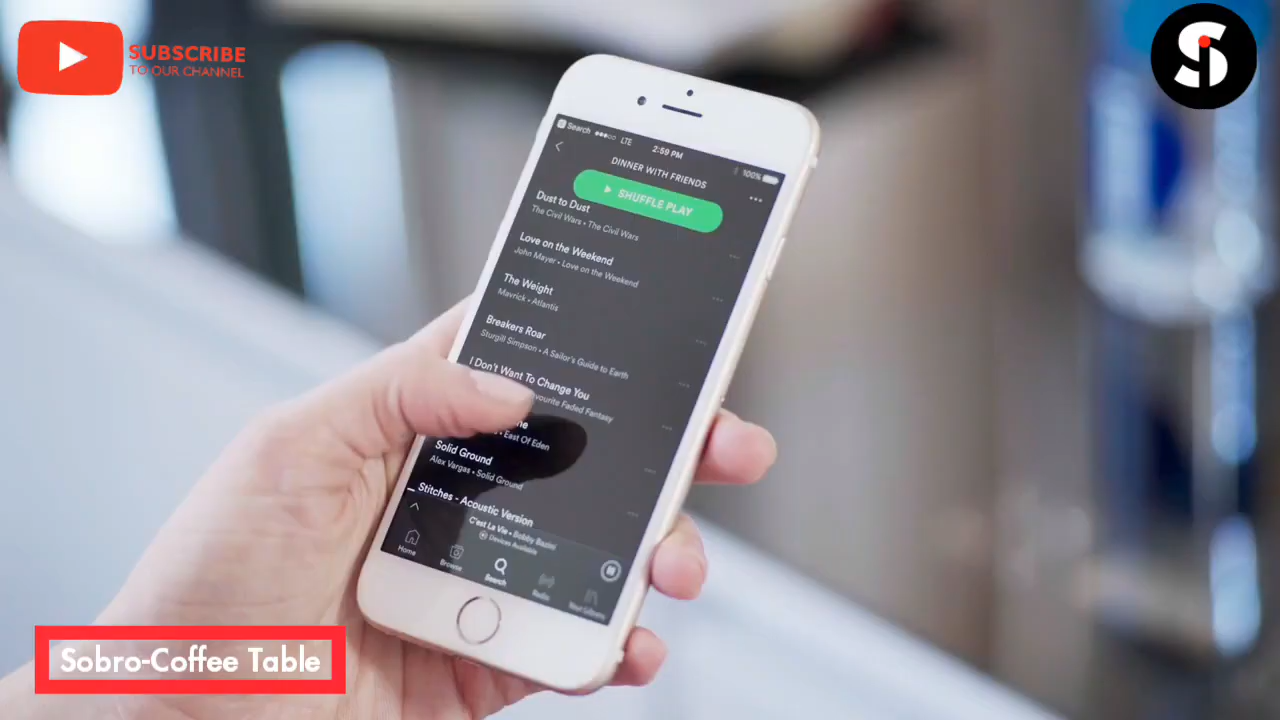 SUBSCRIBE
TO OUR CHANNEL
Search
LTE
2:59 PM
100%
DINNER WITH FRIENDS
SHUFFLE PLAY
Dust to Dust
The Civil Wars • The Civil Wars
Love on the Weekend
John Mayer • Love on the Weekend
The Weight
Mavrick • Atlantis
Breakers Roar
Sturgill Simpson • A Sailor's Guide to Earth
I Don't Want To Change You
Favourite Faded Fantasy
• East Of Eden
Solid Ground
Alex Vargas • Solid Ground
Stitches - Acoustic Version
C'est La Vie • Bobby Bazini
Devices Available
Home
Browse
Search
Radio
Your Library
Sobro-Coffee Table